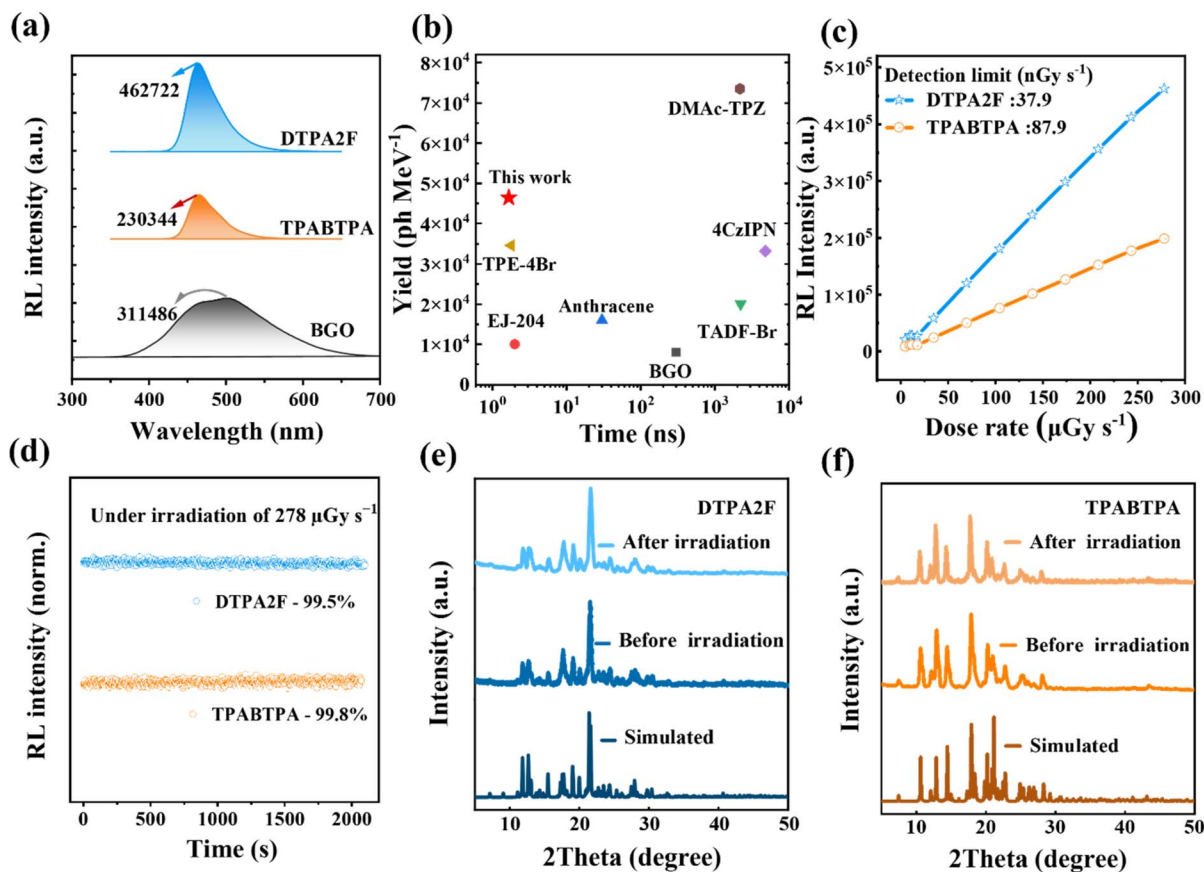 (a)
RL intensity (a.u.)
462722
DTPA2F
230344
TPABTPA
311486
BGO
300 400 500 600 700
Wavelength (nm)
(b)
Yield (ph MeV⁻¹)
8×10⁴
7×10⁴
6×10⁴
5×10⁴
4×10⁴
3×10⁴
2×10⁴
1×10⁴
0
DMAc-TPZ
This work
4CzIPN
TPE-4Br
Anthracene
TADF-Br
EJ-204
BGO
10⁰ 10¹ 10² 10³ 10⁴
Time (ns)
(c)
RL Intensity (a.u.)
5×10⁵
4×10⁵
3×10⁵
2×10⁵
1×10⁵
0
Detection limit (nGy s⁻¹)
DTPA2F :37.9
TPABTPA :87.9
0 50 100 150 200 250 300
Dose rate (μGy s⁻¹)
(d)
RL intensity (norm.)
Under irradiation of 278 μGy s⁻¹
DTPA2F - 99.5%
TPABTPA - 99.8%
0 500 1000 1500 2000
Time (s)
(e)
Intensity (a.u.)
DTPA2F
After irradiation
Before irradiation
Simulated
10 20 30 40 50
2Theta (degree)
(f)
Intensity (a.u.)
TPABTPA
After irradiation
Before irradiation
Simulated
10 20 30 40 50
2Theta (degree)